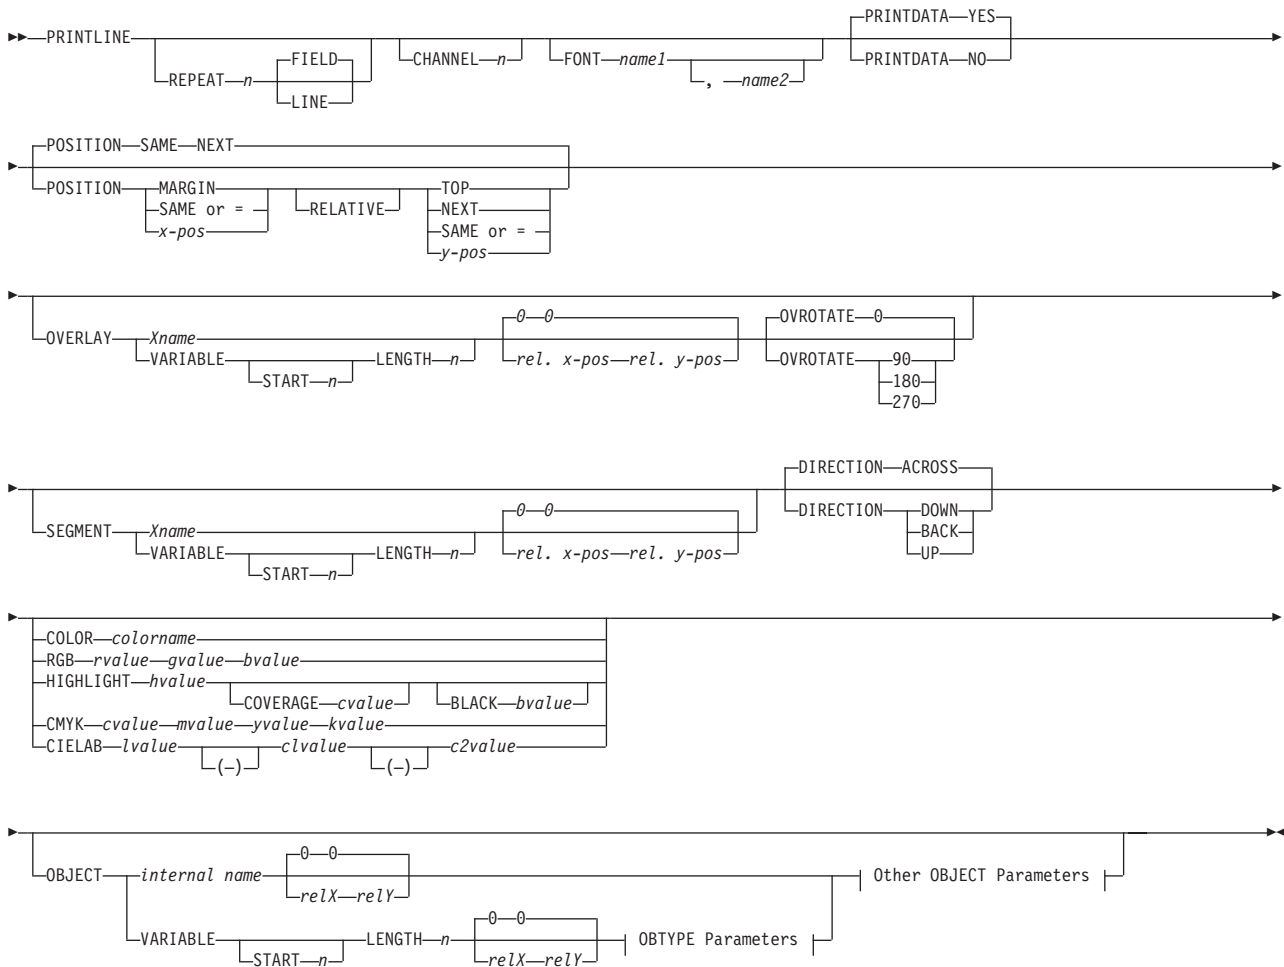 PRINTLINE
REPEAT n
FIELD
LINE
CHANNEL n
FONT name1
, name2
PRINTDATA YES
PRINTDATA NO
POSITION SAME NEXT
POSITION
MARGIN
SAME or =
x-pos
RELATIVE
TOP
NEXT
SAME or =
y-pos
OVERLAY
Xname
VARIABLE
START n
LENGTH n
0 0
rel. x-pos rel. y-pos
OVROTATE 0
OVROTATE
90
180
270
SEGMENT
Xname
VARIABLE
START n
LENGTH n
0 0
rel. x-pos rel. y-pos
DIRECTION ACROSS
DIRECTION
DOWN
BACK
UP
COLOR colorname
RGB rvalue gvalue bvalue
HIGHLIGHT hvalue
COVERAGE cvalue
BLACK bvalue
CMYK cvalue mvalue yvalue kvalue
CIELAB lvalue
(—)
c1value
(—)
c2value
OBJECT
internal name
0 0
relX relY
Other OBJECT Parameters
VARIABLE
START n
LENGTH n
0 0
relX relY
OBTYPE Parameters